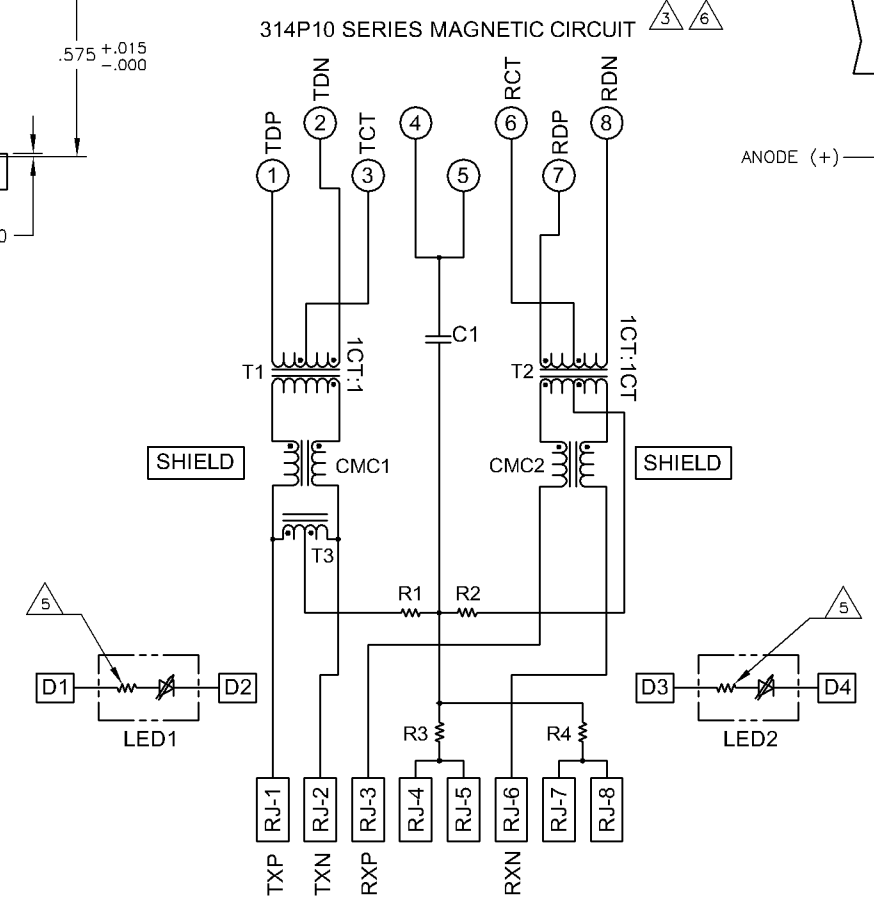 314P10 SERIES MAGNETIC CIRCUIT
3
6
.575 +.015
-.000
TDN
RCT
RDN
TDP
TCT
RDP
2
4
6
8
1
3
5
7
ANODE (+)
0
C1
T1
1CT:1
T2
1CT:1CT
SHIELD
CMC1
CMC2
SHIELD
T3
R1
R2
5
5
D1
D2
LED1
D3
D4
LED2
R3
R4
RJ-1
RJ-2
RJ-3
RJ-4
RJ-5
RJ-6
RJ-7
RJ-8
TXP
TXN
RXP
RXN